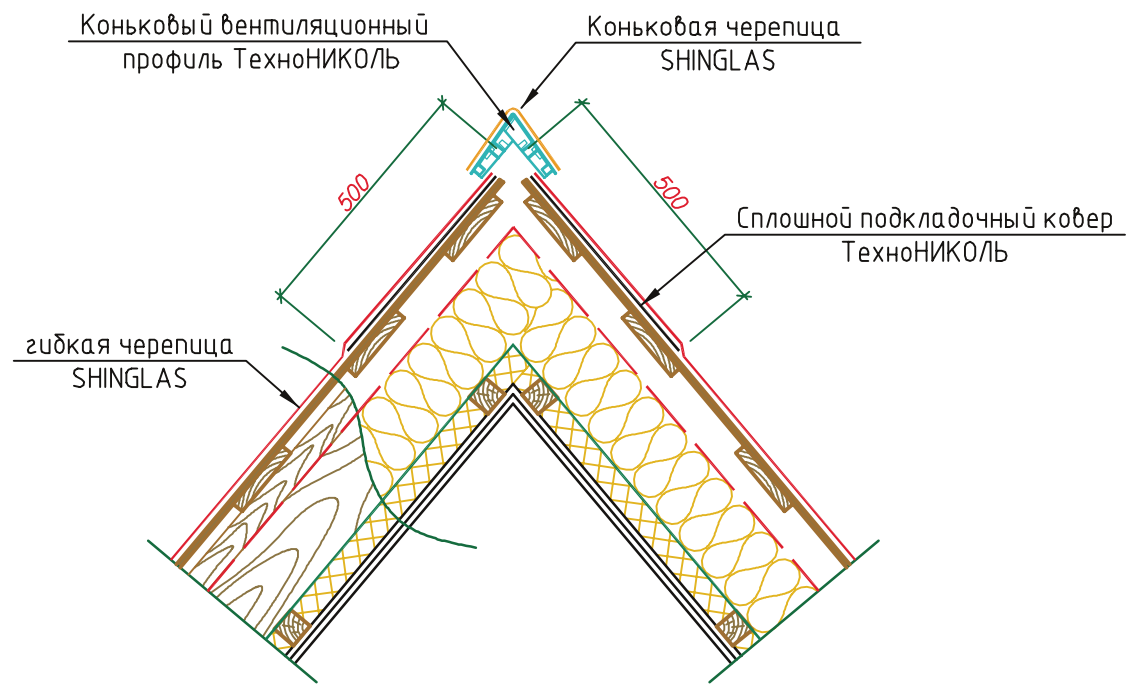 Коньковый вентиляционный
профиль ТехноНИКОЛЬ
Коньковая черепица
SHINGLAS
500
500
Сплошной подкладочный ковер
ТехноНИКОЛЬ
гибкая черепица
SHINGLAS